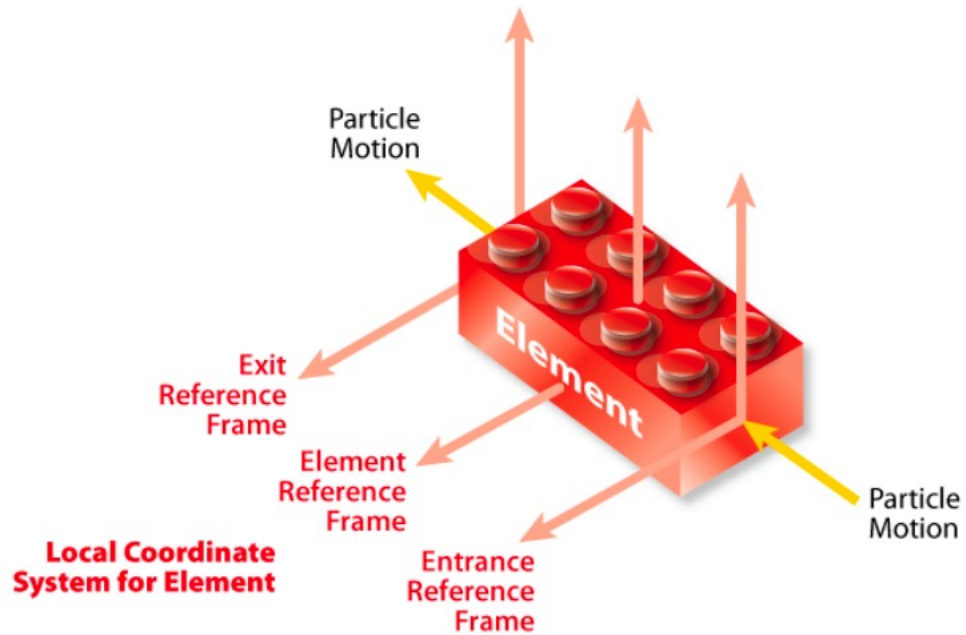 Particle
Motion
Element
Exit
Reference
Frame
Element
Reference
Frame
Entrance
Reference
Frame
Particle
Motion
Local Coordinate
System for Element